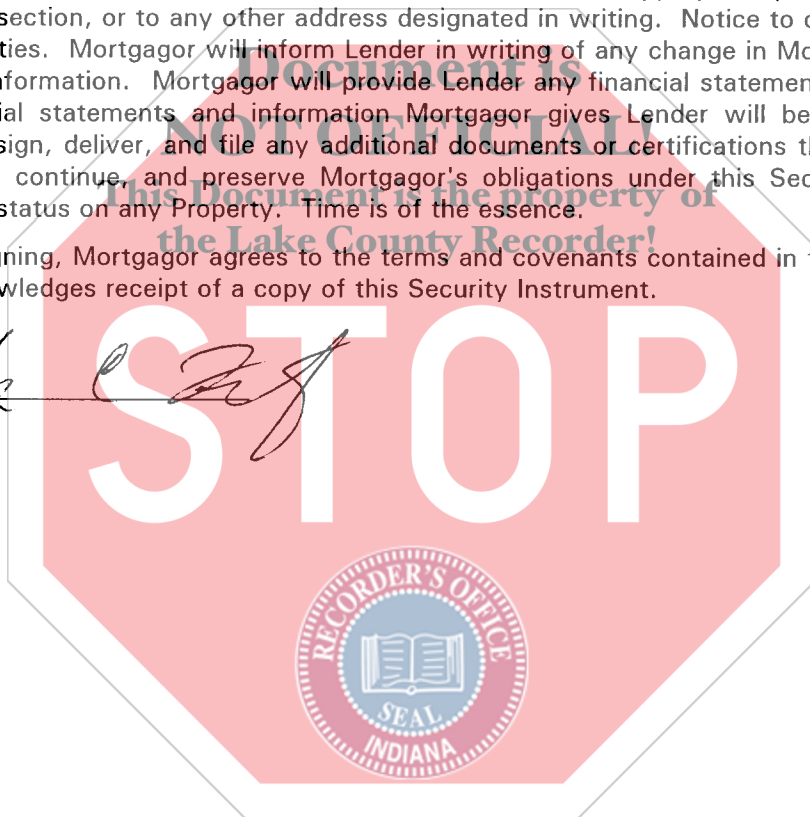 section, or to any other address designated in writing. Notice to
ties. Mortgagor will inform Lender in writing of any change in
formation. Mortgagor will provide Lender any financial
ial statements and information Mortgagor gives Lender will be
sign, deliver, and file any additional documents or certifications
continue, and preserve Mortgagor's obligations under this
status on any Property. Time is of the essence.
gning, Mortgagor agrees to the terms and covenants contained in
wledges receipt of a copy of this Security Instrument.
Document is
NOT OFFICIAL!
This Document is the property of
the Lake County Recorder!
STOP
RECORDER'S OFFICE
SEAL
INDIANA